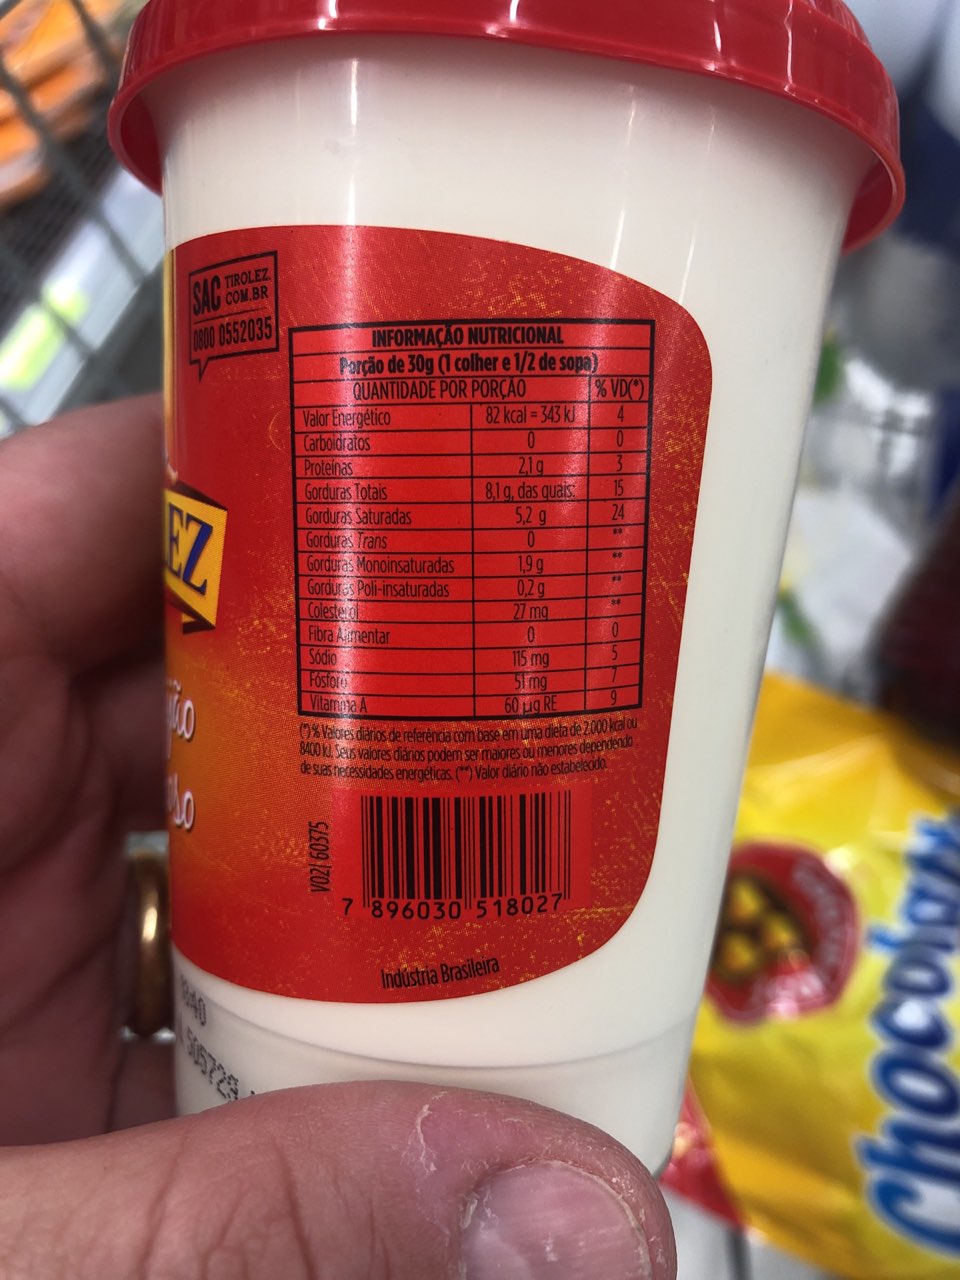 SAC TIROLEZ.
COM.BR
0800 0552035
INFORMAÇÃO NUTRICIONAL
Porção de 30g (1 colher e 1/2 de sopa)
QUANTIDADE POR PORÇÃO % VD(*)
Valor Energético 82 kcal = 343 kJ 4
Carboidratos 0 0
Proteínas 2,1 g 3
Gorduras Totais 8,1 g, das quais: 15
Gorduras Saturadas 5,2 g 24
Gorduras Trans 0 **
Gorduras Monoinsaturadas 1,9 g **
Gorduras Poli-insaturadas 0,2 g **
Colesterol 27 mg **
Fibra Alimentar 0 0
Sódio 115 mg 5
Fósforo 51 mg 7
Vitamina A 60 µg RE 9
(*) % Valores diários de referência com base em uma dieta de 2.000 kcal ou
8400 kJ. Seus valores diários podem ser maiores ou menores dependendo
de suas necessidades energéticas. (**) Valor diário não estabelecido.
V02| 60375
7 896030 518027
Indústria Brasileira
EZ